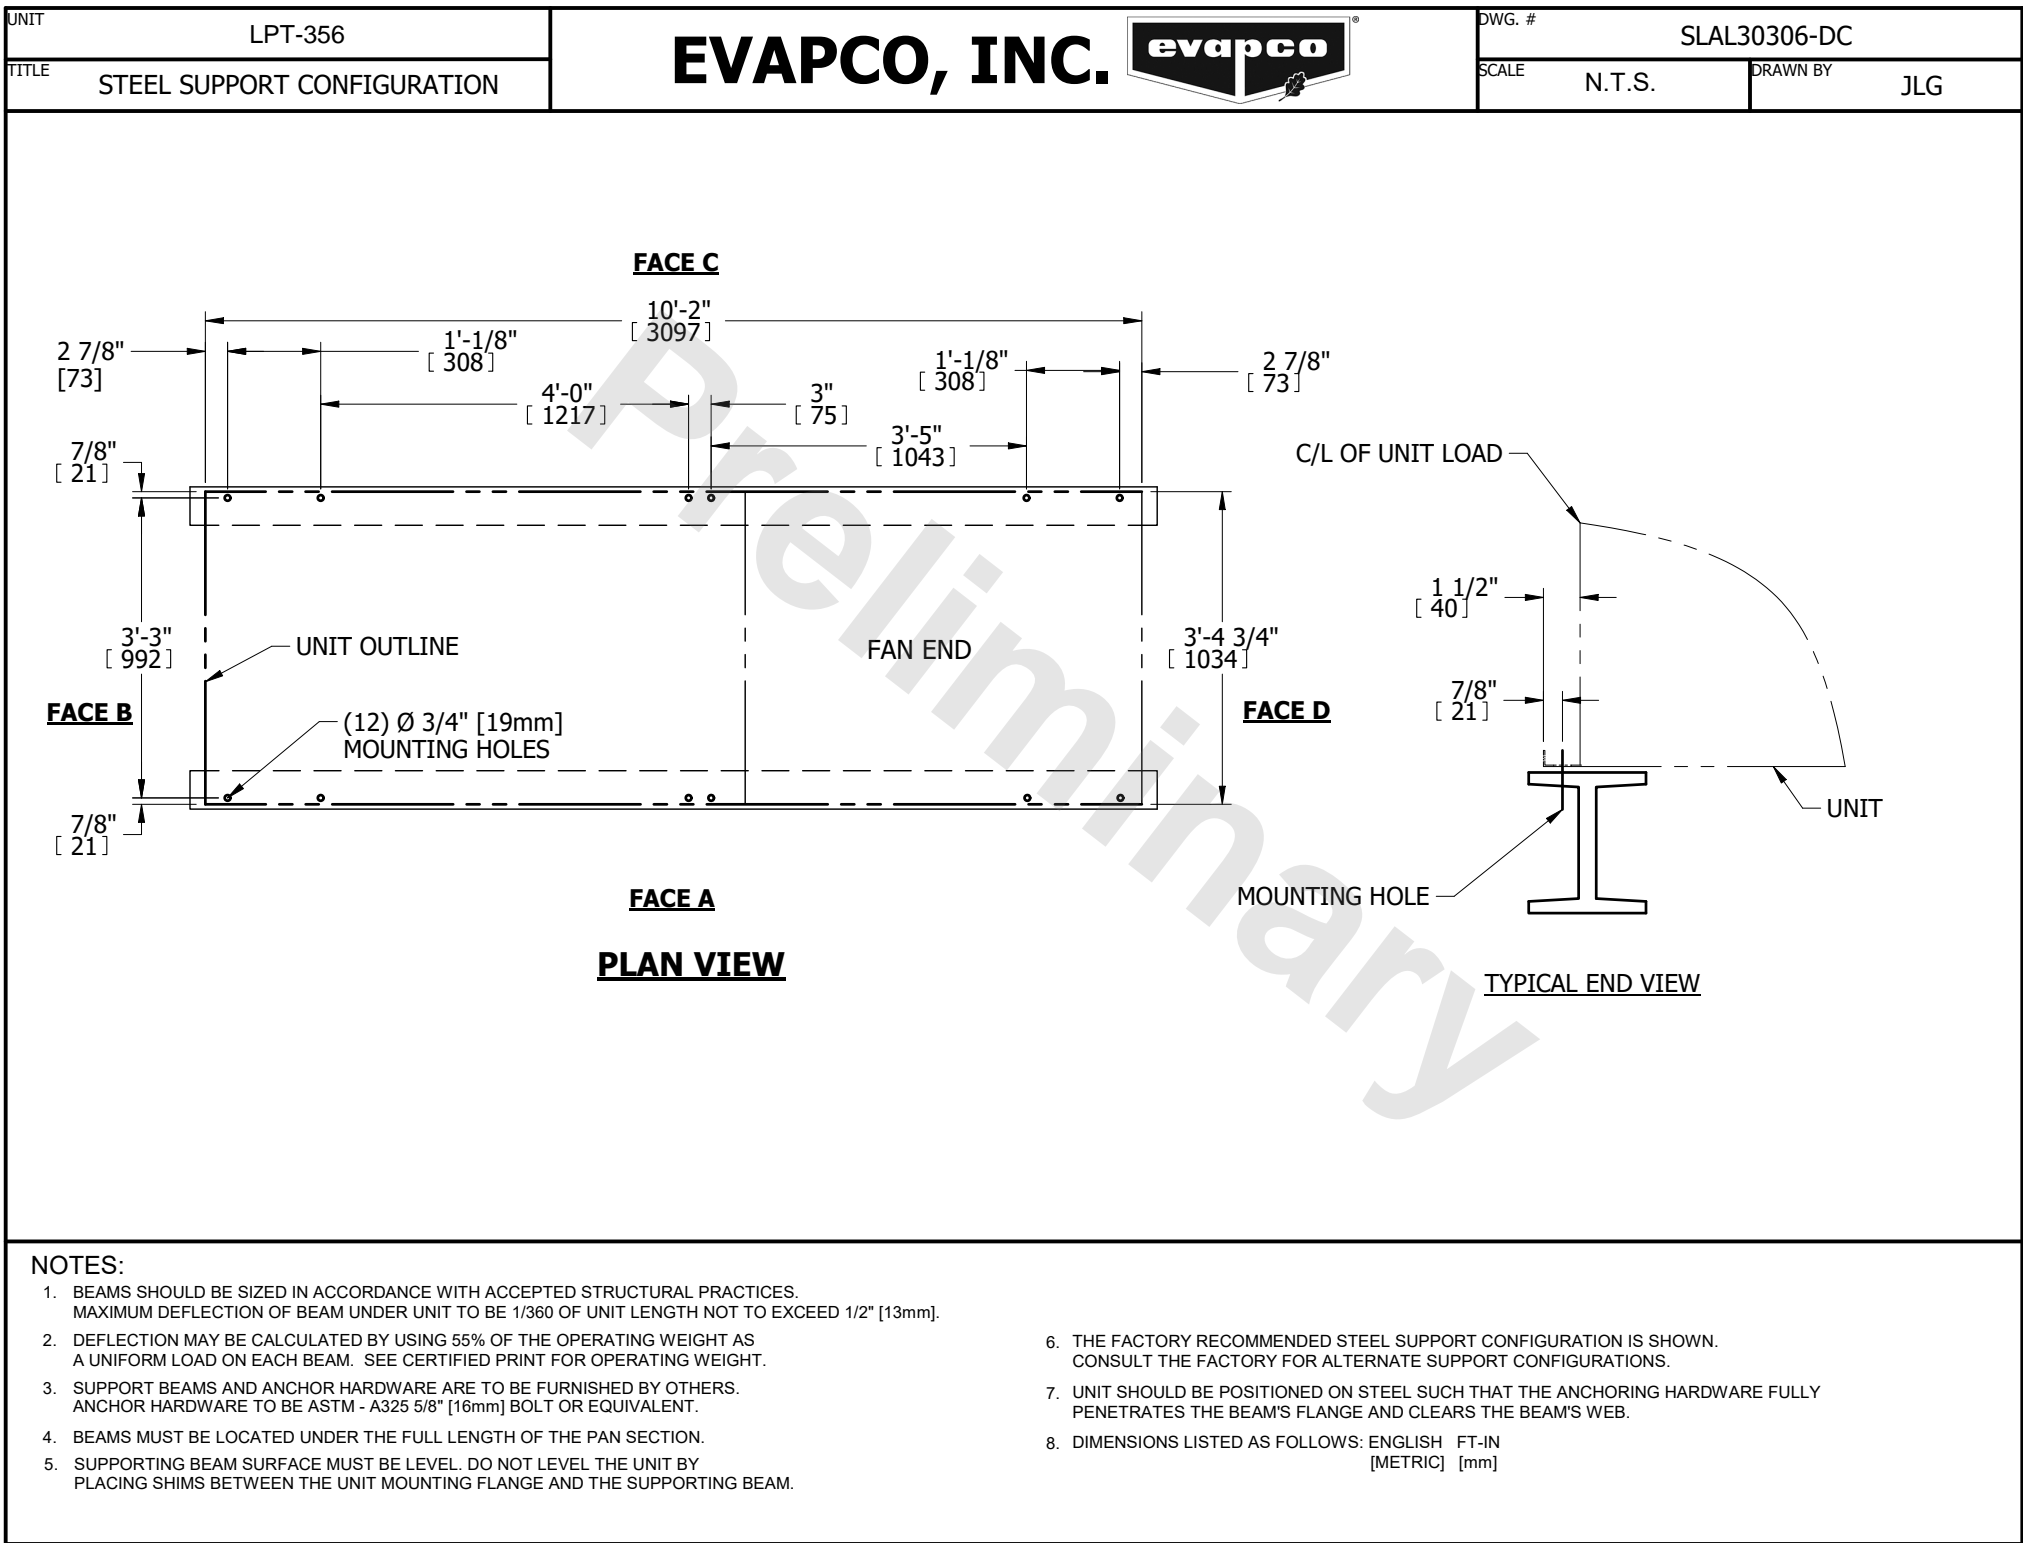 UNIT
LPT-356
TITLE
STEEL SUPPORT CONFIGURATION
EVAPCO, INC.
evapco
®
DWG. #
SLAL30306-DC
SCALE
N.T.S.
DRAWN BY
JLG
FACE C
10'-2"
[ 3097]
2 7/8"
[73]
1'-1/8"
[ 308]
1'-1/8"
[ 308]
2 7/8"
[ 73]
4'-0"
[ 1217]
3"
[ 75]
3'-5"
[ 1043]
7/8"
[ 21]
3'-3"
[ 992]
UNIT OUTLINE
FAN END
3'-4 3/4"
[ 1034]
FACE B
(12) Ø 3/4" [19mm]
MOUNTING HOLES
FACE D
7/8"
[ 21]
FACE A
PLAN VIEW
C/L OF UNIT LOAD
1 1/2"
[ 40]
7/8"
[ 21]
UNIT
MOUNTING HOLE
TYPICAL END VIEW
Preliminary
NOTES:
1. BEAMS SHOULD BE SIZED IN ACCORDANCE WITH ACCEPTED STRUCTURAL PRACTICES.
MAXIMUM DEFLECTION OF BEAM UNDER UNIT TO BE 1/360 OF UNIT LENGTH NOT TO EXCEED 1/2" [13mm].
2. DEFLECTION MAY BE CALCULATED BY USING 55% OF THE OPERATING WEIGHT AS
A UNIFORM LOAD ON EACH BEAM. SEE CERTIFIED PRINT FOR OPERATING WEIGHT.
3. SUPPORT BEAMS AND ANCHOR HARDWARE ARE TO BE FURNISHED BY OTHERS.
ANCHOR HARDWARE TO BE ASTM - A325 5/8" [16mm] BOLT OR EQUIVALENT.
4. BEAMS MUST BE LOCATED UNDER THE FULL LENGTH OF THE PAN SECTION.
5. SUPPORTING BEAM SURFACE MUST BE LEVEL. DO NOT LEVEL THE UNIT BY
PLACING SHIMS BETWEEN THE UNIT MOUNTING FLANGE AND THE SUPPORTING BEAM.
6. THE FACTORY RECOMMENDED STEEL SUPPORT CONFIGURATION IS SHOWN.
CONSULT THE FACTORY FOR ALTERNATE SUPPORT CONFIGURATIONS.
7. UNIT SHOULD BE POSITIONED ON STEEL SUCH THAT THE ANCHORING HARDWARE FULLY
PENETRATES THE BEAM'S FLANGE AND CLEARS THE BEAM'S WEB.
8. DIMENSIONS LISTED AS FOLLOWS: ENGLISH FT-IN
[METRIC] [mm]